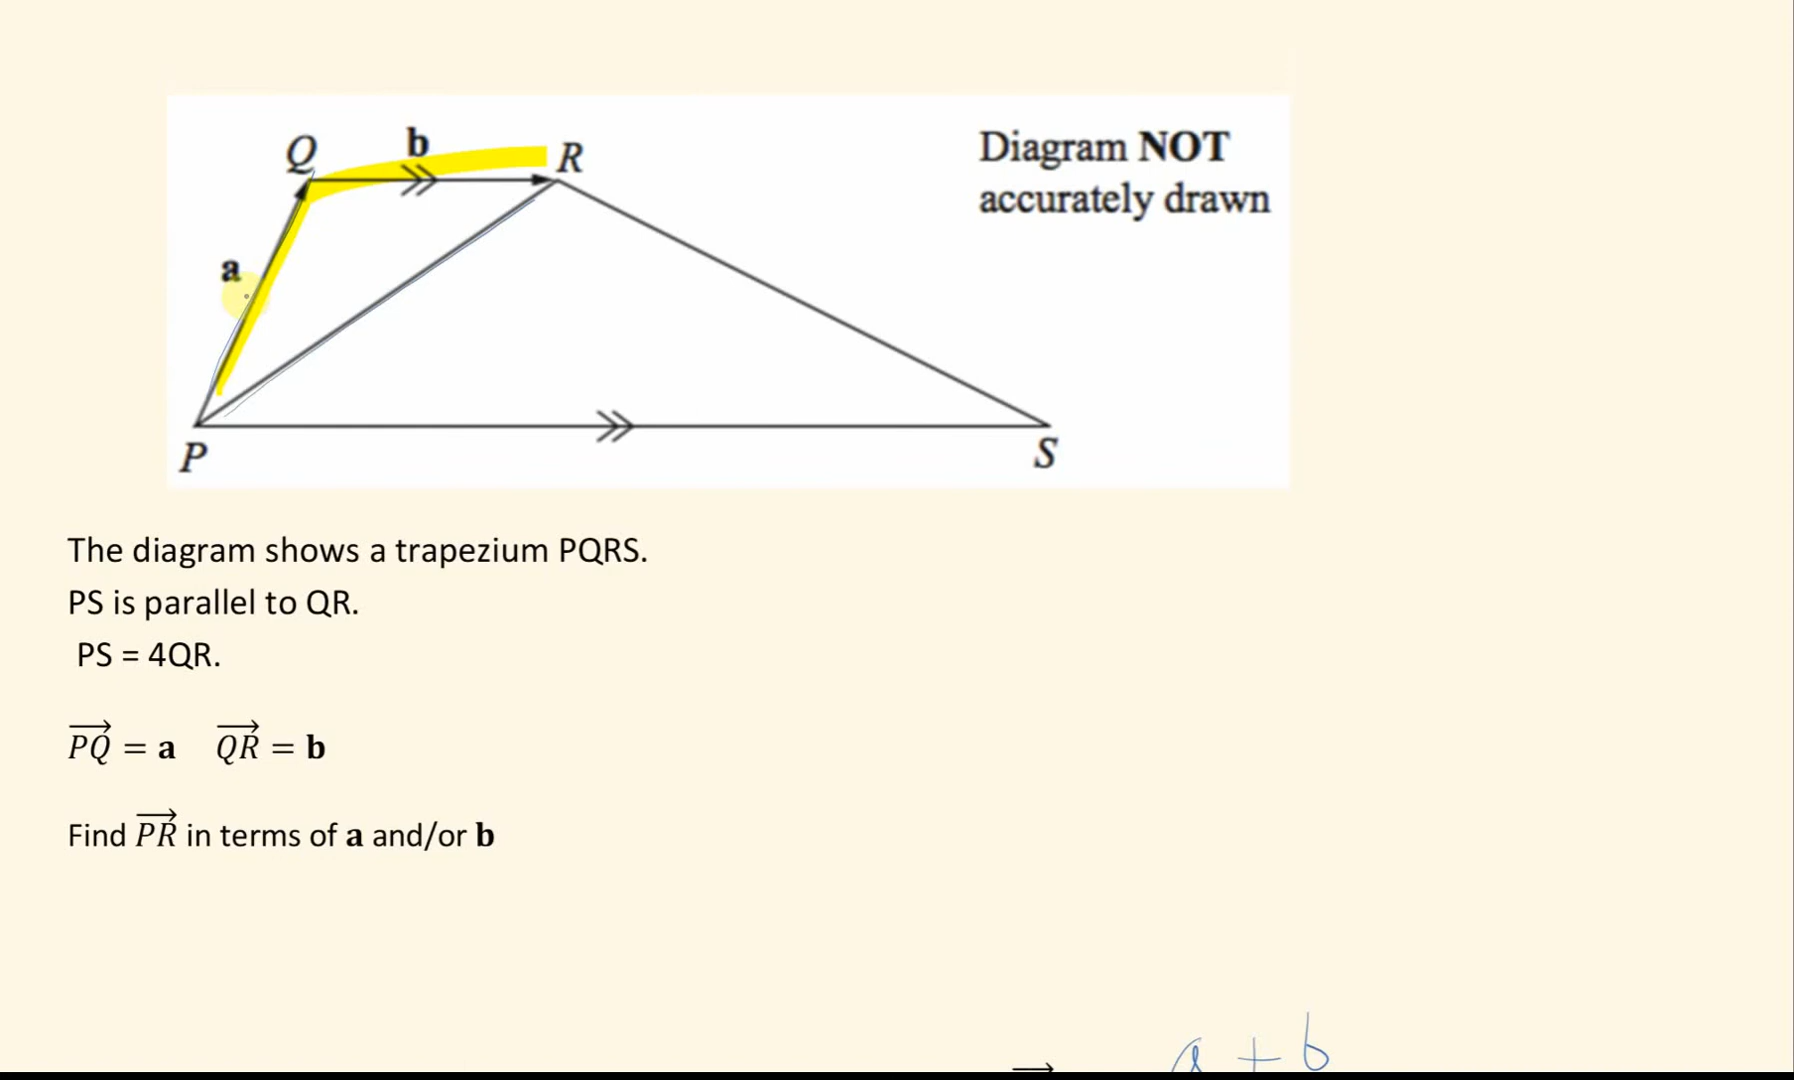 Q b R
Diagram NOT
accurately drawn
a
P S
The diagram shows a trapezium PQRS.
PS is parallel to QR.
PS = 4QR.
PQ⃗ = a QR⃗ = b
Find PR⃗ in terms of a and/or b
a + b